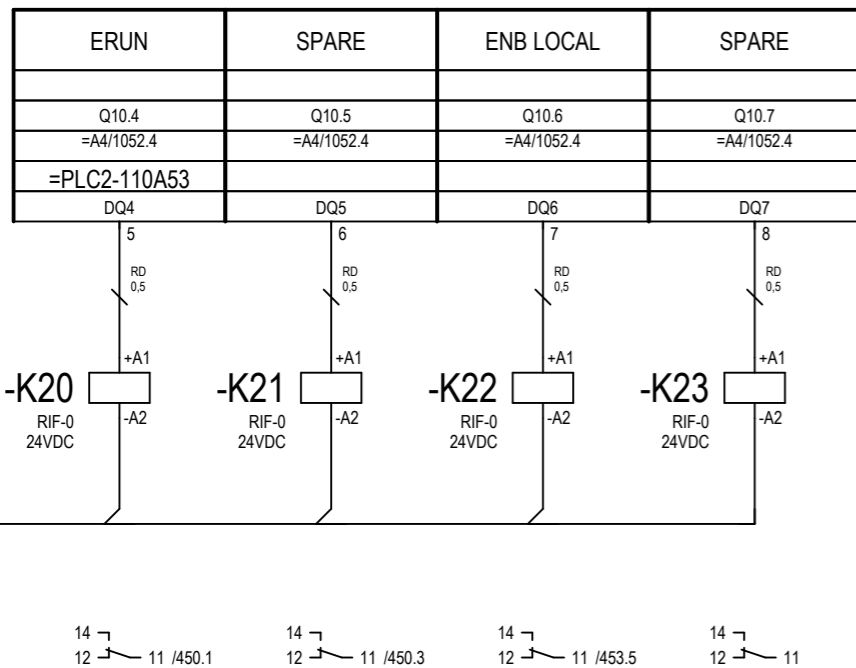 ERUN SPARE ENB LOCAL SPARE
Q10.4 Q10.5 Q10.6 Q10.7
=A4/1052.4 =A4/1052.4 =A4/1052.4 =A4/1052.4
=PLC2-110A53
DQ4 DQ5 DQ6 DQ7
5 6 7 8
RD RD RD RD
0,5 0,5 0,5 0,5
+A1 +A1 +A1 +A1
-K20 -K21 -K22 -K23
RIF-0 -A2 RIF-0 -A2 RIF-0 -A2 RIF-0 -A2
24VDC 24VDC 24VDC 24VDC
14 14 14 14
12 11 /450.1 12 11 /450.3 12 11 /453.5 12 11